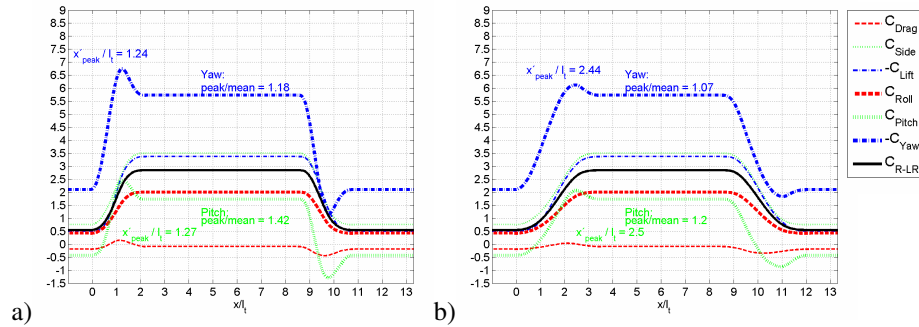 9
8.5
8
7.5
7
6.5
6
5.5
5
4.5
4
3.5
3
2.5
2
1.5
1
0.5
0
-0.5
-1
-1.5
x´peak / lt = 1.24
Yaw:
peak/mean = 1.18
Pitch:
peak/mean = 1.42
x´peak / lt = 1.27
0 1 2 3 4 5 6 7 8 9 10 11 12 13
x/lt
a)
9
8.5
8
7.5
7
6.5
6
5.5
5
4.5
4
3.5
3
2.5
2
1.5
1
0.5
0
-0.5
-1
-1.5
x´peak / lt = 2.44
Yaw:
peak/mean = 1.07
Pitch:
peak/mean = 1.2
x´peak / lt = 2.5
0 1 2 3 4 5 6 7 8 9 10 11 12 13
x/lt
b)
CDrag
CSide
-CLift
CRoll
CPitch
-CYaw
CR-LR